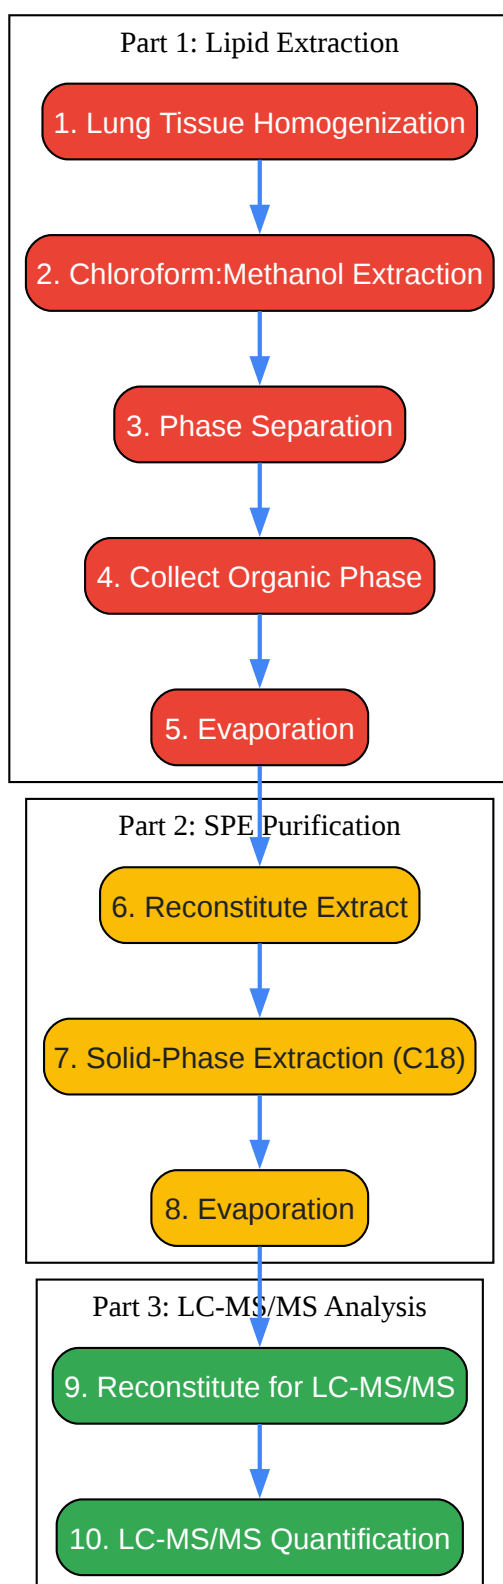 Part 1: Lipid Extraction
1. Lung Tissue Homogenization
2. Chloroform:Methanol Extraction
3. Phase Separation
4. Collect Organic Phase
5. Evaporation
Part 2: SPE Purification
6. Reconstitute Extract
7. Solid-Phase Extraction (C18)
8. Evaporation
Part 3: LC-MS/MS Analysis
9. Reconstitute for LC-MS/MS
10. LC-MS/MS Quantification